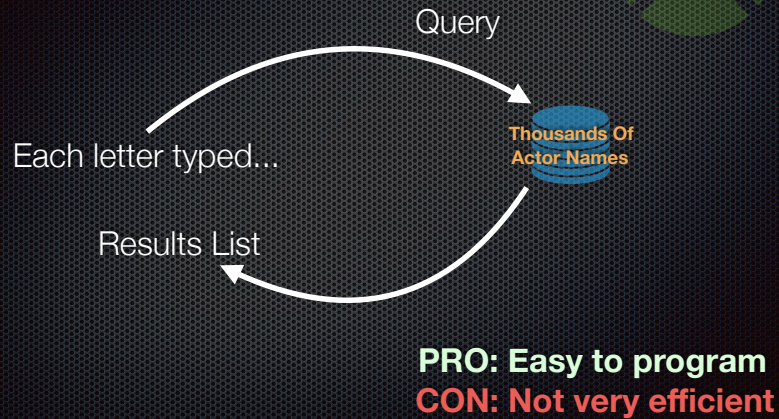 Query
Thousands Of
Actor Names
Each letter typed...
Results List
PRO: Easy to program
CON: Not very efficient